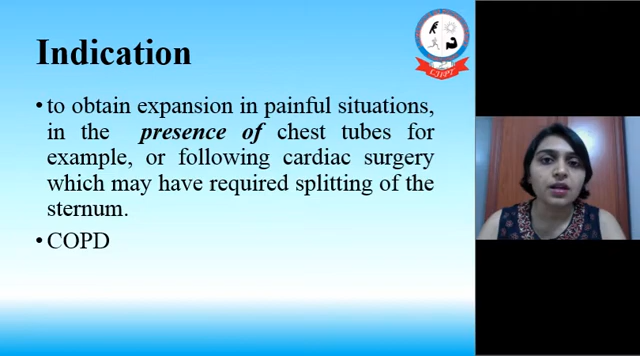 Indication
• to obtain expansion in painful situations,
in the presence of chest tubes for
example, or following cardiac surgery
which may have required splitting of the
sternum.
• COPD